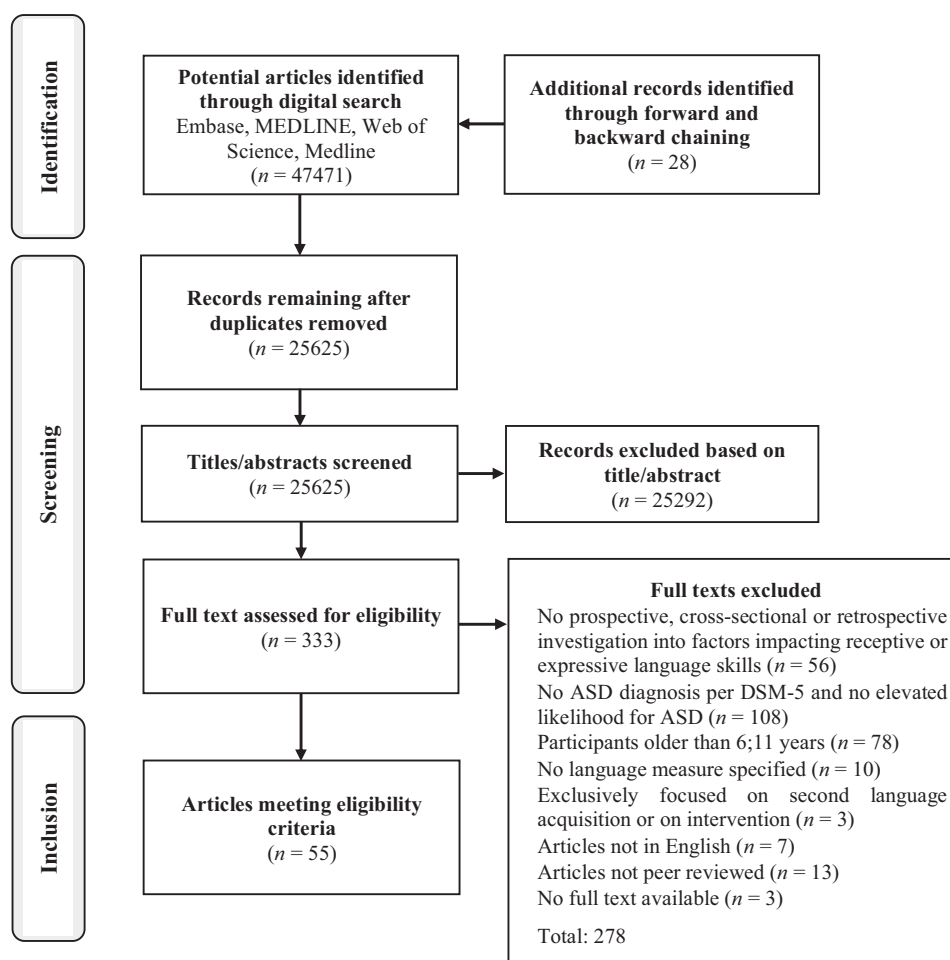 Identification
Potential articles identified
through digital search
Embase, MEDLINE, Web of
Science, Medline
(n = 47471)
Additional records identified
through forward and
backward chaining
(n = 28)
Screening
Records remaining after
duplicates removed
(n = 25625)
Titles/abstracts screened
(n = 25625)
Records excluded based on
title/abstract
(n = 25292)
Full text assessed for eligibility
(n = 333)
Full texts excluded
No prospective, cross-sectional or retrospective
investigation into factors impacting receptive or
expressive language skills (n = 56)
No ASD diagnosis per DSM-5 and no elevated
likelihood for ASD (n = 108)
Participants older than 6;11 years (n = 78)
No language measure specified (n = 10)
Exclusively focused on second language
acquisition or on intervention (n = 3)
Articles not in English (n = 7)
Articles not peer reviewed (n = 13)
No full text available (n = 3)
Total: 278
Inclusion
Articles meeting eligibility
criteria
(n = 55)